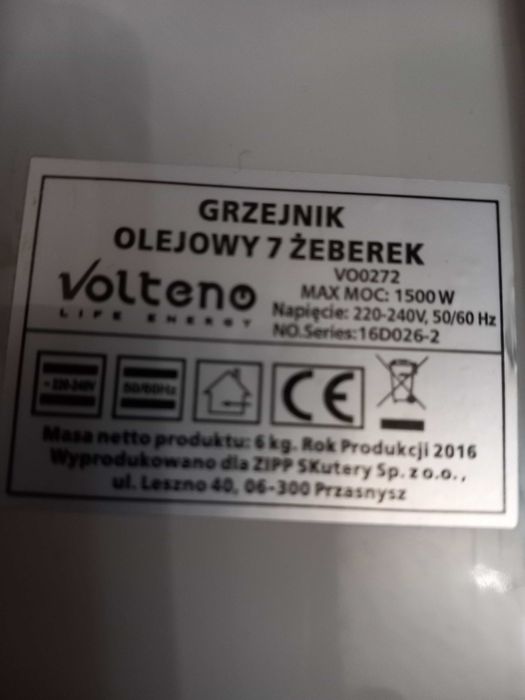 GRZEJNIK
OLEJOWY 7 ŻEBEREK
Volteno
LIFE ENERGY
VO0272
MAX MOC: 1500 W
Napięcie: 220-240V, 50/60 Hz
NO.Series:16D026-2
~220-240V
50/60Hz
CE
Masa netto produktu: 6 kg. Rok Produkcji 2016
Wyprodukowano dla ZIPP SKutery Sp. z o.o.,
ul. Leszno 40, 06-300 Przasnysz